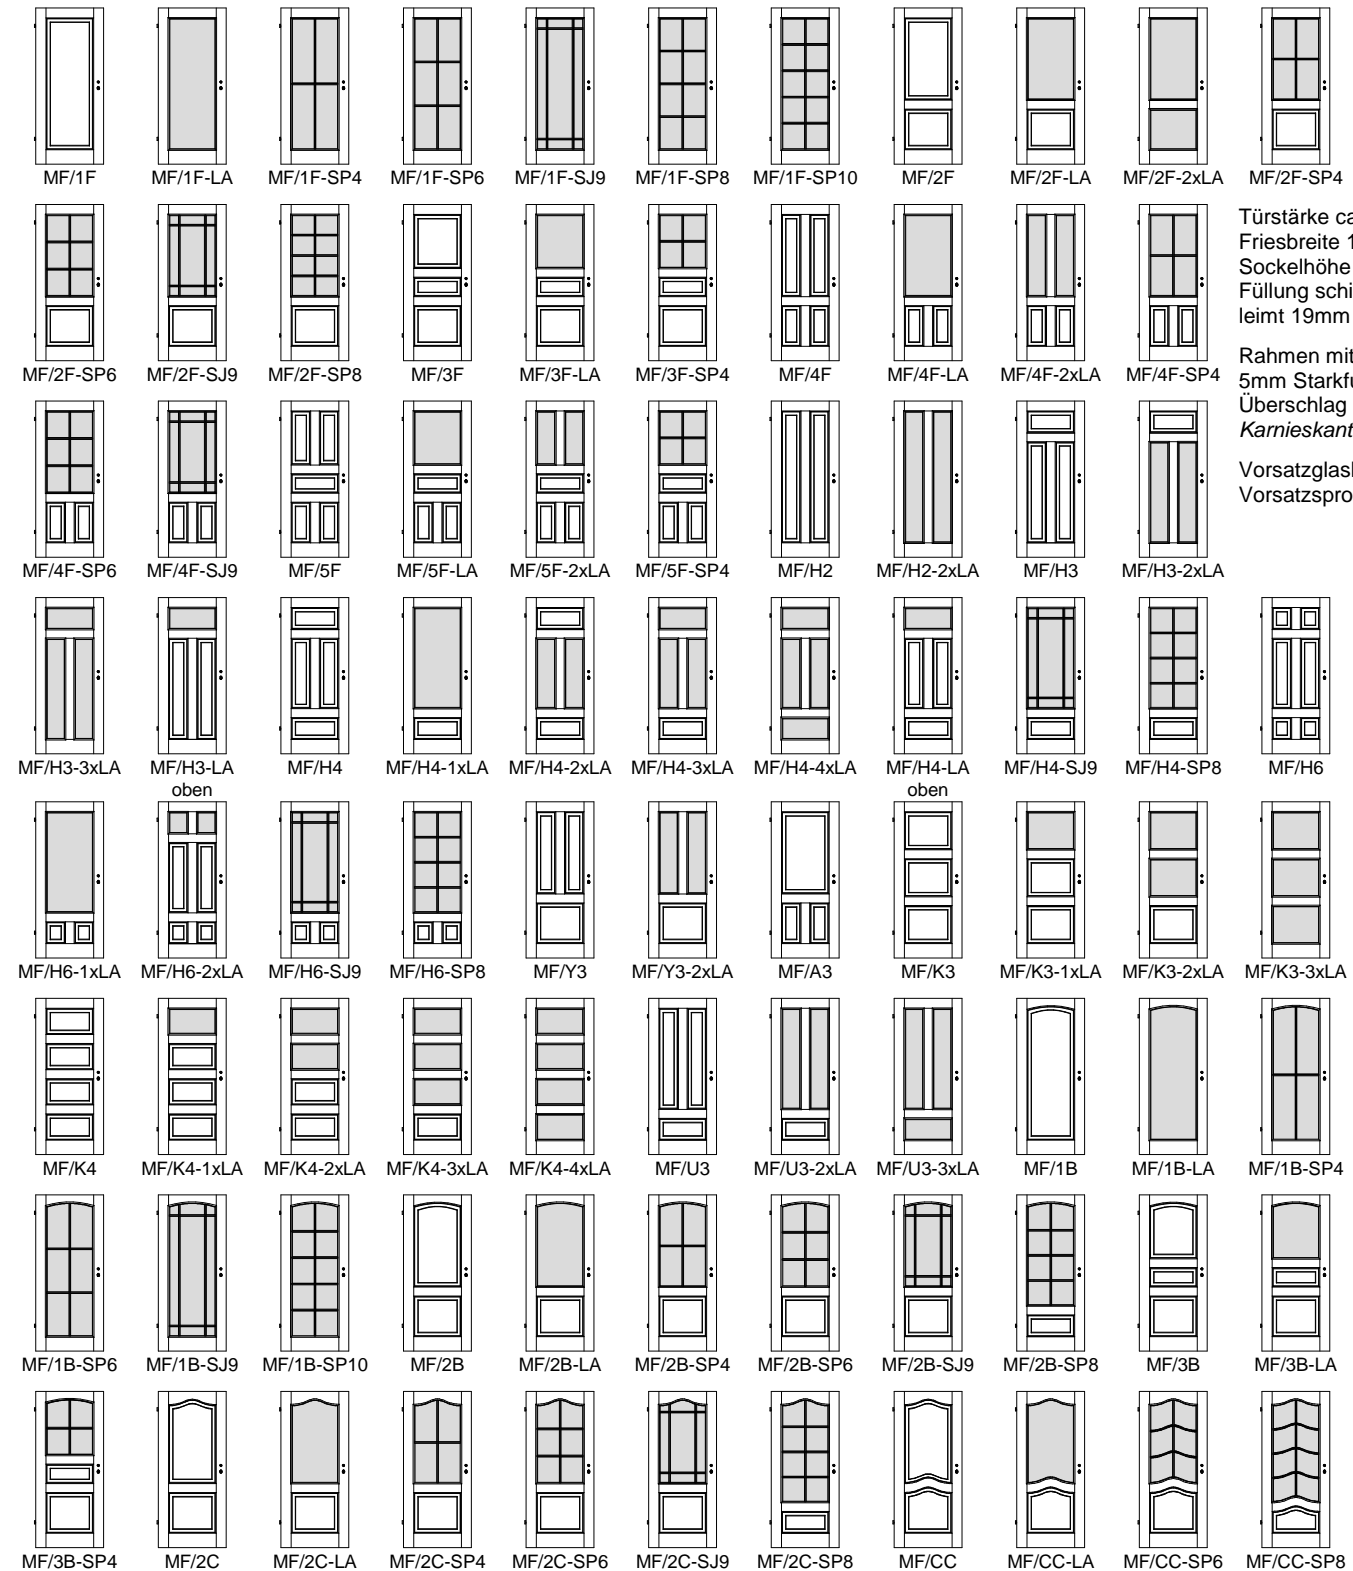 MF/1F MF/1F-LA MF/1F-SP4 MF/1F-SP6 MF/1F-SJ9 MF/1F-SP8 MF/1F-SP10 MF/2F MF/2F-LA MF/2F-2xLA MF/2F-SP4
Türstärke
Friesbreite
Sockelhöhe
Füllung
leimt 19mm
MF/2F-SP6 MF/2F-SJ9 MF/2F-SP8 MF/3F MF/3F-LA MF/3F-SP4 MF/4F MF/4F-LA MF/4F-2xLA MF/4F-SP4
Rahmen mit
5mm
Überschlag
MF/4F-SP6 MF/4F-SJ9 MF/5F MF/5F-LA MF/5F-2xLA MF/5F-SP4 MF/H2 MF/H2-2xLA MF/H3 MF/H3-2xLA
MF/H3-3xLA MF/H3-LA MF/H4 MF/H4-1xLA MF/H4-2xLA MF/H4-3xLA MF/H4-4xLA MF/H4-LA MF/H4-SJ9 MF/H4-SP8 MF/H6
oben oben
MF/H6-1xLA MF/H6-2xLA MF/H6-SJ9 MF/H6-SP8 MF/Y3 MF/Y3-2xLA MF/A3 MF/K3 MF/K3-1xLA MF/K3-2xLA MF/K3-3xLA
MF/K4 MF/K4-1xLA MF/K4-2xLA MF/K4-3xLA MF/K4-4xLA MF/U3 MF/U3-2xLA MF/U3-3xLA MF/1B MF/1B-LA MF/1B-SP4
MF/1B-SP6 MF/1B-SJ9 MF/1B-SP10 MF/2B MF/2B-LA MF/2B-SP4 MF/2B-SP6 MF/2B-SJ9 MF/2B-SP8 MF/3B MF/3B-LA
MF/3B-SP4 MF/2C MF/2C-LA MF/2C-SP4 MF/2C-SP6 MF/2C-SJ9 MF/2C-SP8 MF/CC MF/CC-LA MF/CC-SP6 MF/CC-SP8